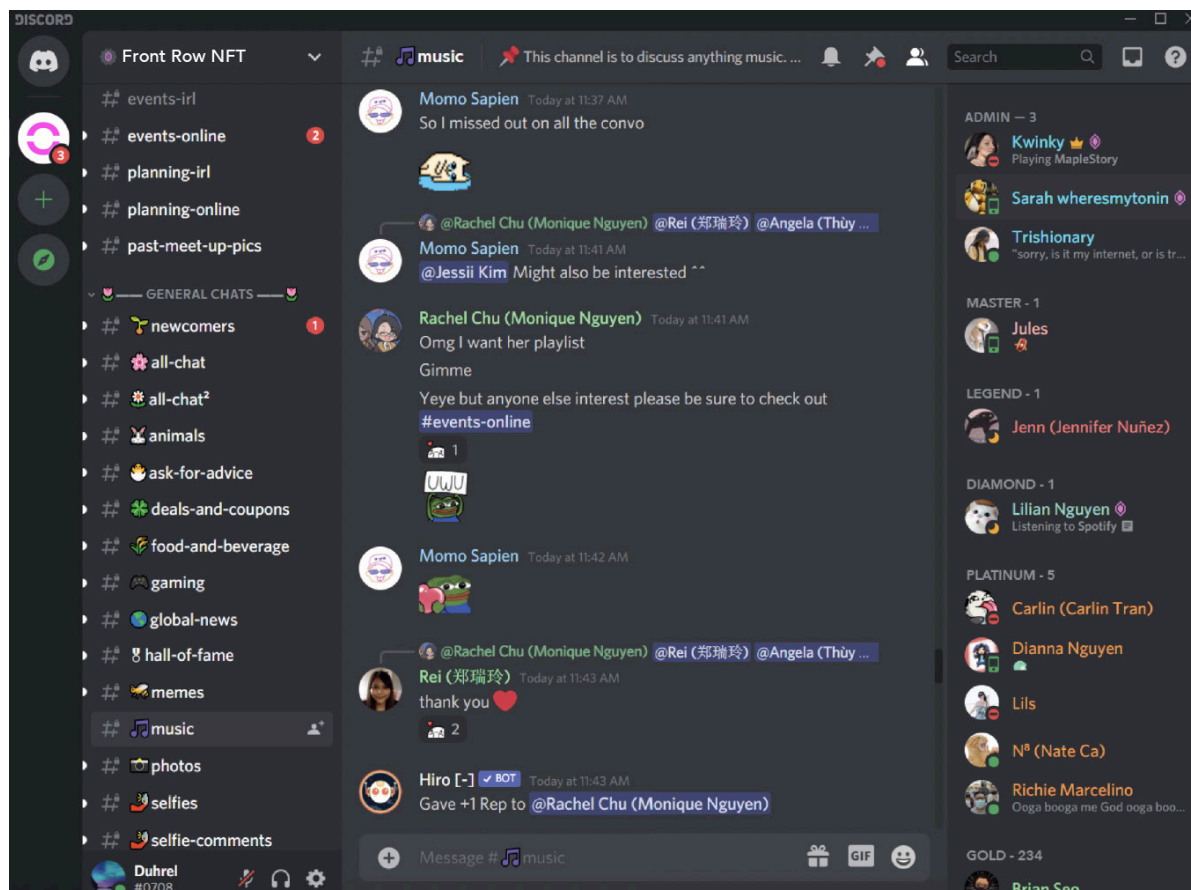 DISCORD
Front Row NFT
events-irl
events-online 2
planning-irl
planning-online
past-meet-up-pics
3
GENERAL CHATS
newcomers 1
all-chat
all-chat²
animals
ask-for-advice
deals-and-coupons
food-and-beverage
gaming
global-news
hall-of-fame
memes
music
photos
selfies
selfie-comments
Duhrel
#0708
music
This channel is to discuss anything music. ...
Search
Momo Sapien Today at 11:37 AM
So I missed out on all the convo
@Rachel Chu (Monique Nguyen) @Rei (郑瑞玲) @Angela (Thùy ...
Momo Sapien Today at 11:41 AM
@Jessii Kim Might also be interested ^^
Rachel Chu (Monique Nguyen) Today at 11:41 AM
Omg I want her playlist
Gimme
Yeye but anyone else interest please be sure to check out
#events-online
1
UWU
Momo Sapien Today at 11:42 AM
@Rachel Chu (Monique Nguyen) @Rei (郑瑞玲) @Angela (Thùy ...
Rei (郑瑞玲) Today at 11:43 AM
thank you
2
Hiro [-] BOT Today at 11:43 AM
Gave +1 Rep to @Rachel Chu (Monique Nguyen)
Message # music
GIF
ADMIN — 3
Kwinky
Playing MapleStory
Sarah wheresmytonin
Trishionary
"sorry, is it my internet, or is tr...
MASTER - 1
Jules
LEGEND - 1
Jenn (Jennifer Nuñez)
DIAMOND - 1
Lilian Nguyen
Listening to Spotify
PLATINUM - 5
Carlin (Carlin Tran)
Dianna Nguyen
Lils
N⁸ (Nate Ca)
Richie Marcelino
Ooga booga me God ooga boo...
GOLD - 234
Brian Seo